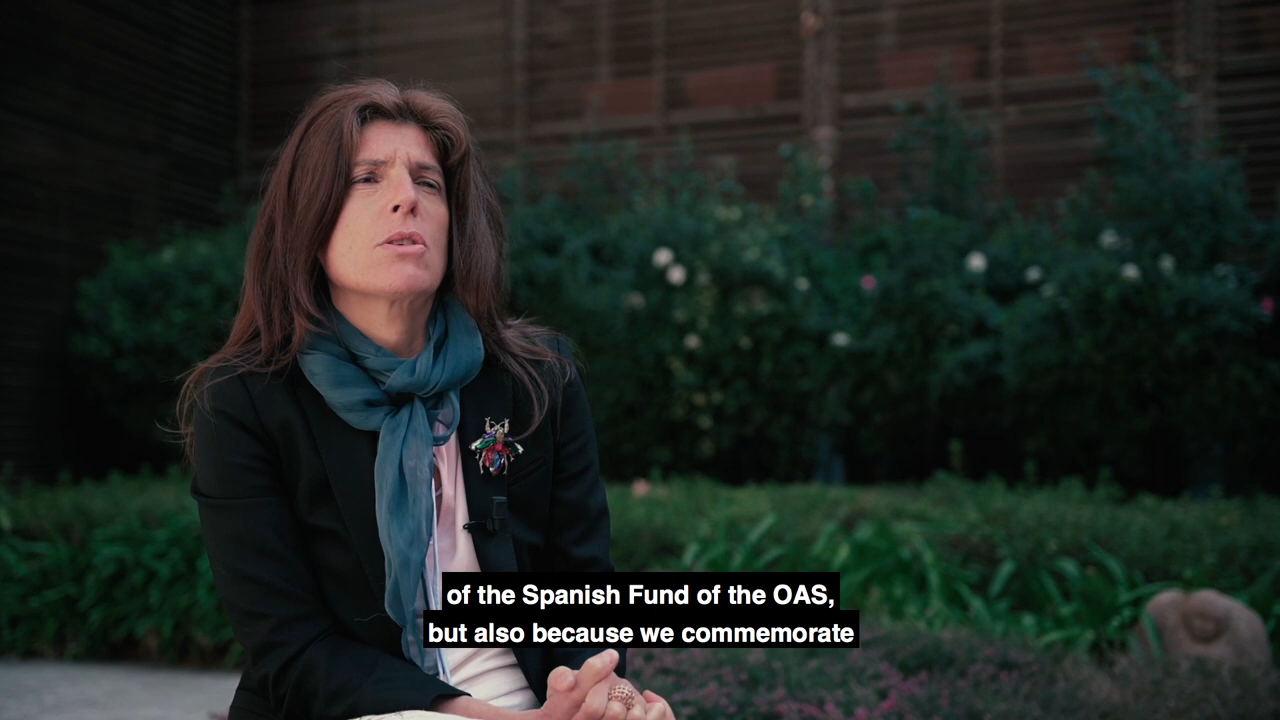 of the Spanish Fund of the OAS,
but also because we commemorate